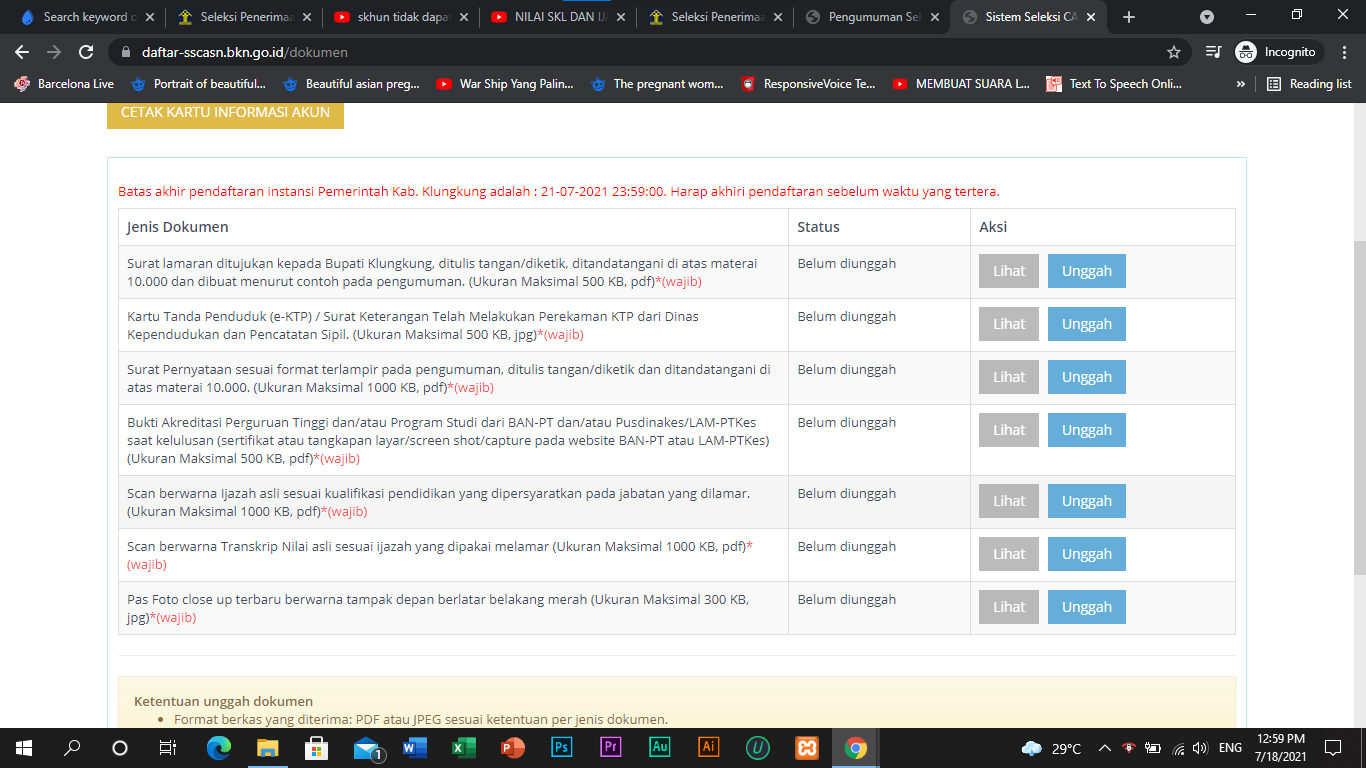 Search keyword o
Seleksi Penerimaa
skhun tidak dapa
NILAI SKL DAN IJ
Seleksi Penerimaa
Pengumuman Sel
Sistem Seleksi CA
daftar-sscasn.bkn.go.id/dokumen
Incognito
Barcelona Live
Portrait of beautiful...
Beautiful asian preg...
War Ship Yang Palin...
The pregnant wom...
ResponsiveVoice Te...
MEMBUAT SUARA L...
Text To Speech Onli...
»
Reading list
CETAK KARTU INFORMASI AKUN
Batas akhir pendaftaran instansi Pemerintah Kab. Klungkung adalah : 21-07-2021 23:59:00. Harap akhiri pendaftaran sebelum waktu yang tertera.
Jenis Dokumen Status Aksi
Surat lamaran ditujukan kepada Bupati Klungkung, ditulis tangan/diketik, ditandatangani di atas materai
10.000 dan dibuat menurut contoh pada pengumuman. (Ukuran Maksimal 500 KB, pdf)*(wajib)
Belum diunggah
Lihat Unggah
Kartu Tanda Penduduk (e-KTP) / Surat Keterangan Telah Melakukan Perekaman KTP dari Dinas
Kependudukan dan Pencatatan Sipil. (Ukuran Maksimal 500 KB, jpg)*(wajib)
Belum diunggah
Lihat Unggah
Surat Pernyataan sesuai format terlampir pada pengumuman, ditulis tangan/diketik dan ditandatangani di
atas materai 10.000. (Ukuran Maksimal 1000 KB, pdf)*(wajib)
Belum diunggah
Lihat Unggah
Bukti Akreditasi Perguruan Tinggi dan/atau Program Studi dari BAN-PT dan/atau Pusdinakes/LAM-PTKes
saat kelulusan (sertifikat atau tangkapan layar/screen shot/capture pada website BAN-PT atau LAM-PTKes)
(Ukuran Maksimal 500 KB, pdf)*(wajib)
Belum diunggah
Lihat Unggah
Scan berwarna Ijazah asli sesuai kualifikasi pendidikan yang dipersyaratkan pada jabatan yang dilamar.
(Ukuran Maksimal 1000 KB, pdf)*(wajib)
Belum diunggah
Lihat Unggah
Scan berwarna Transkrip Nilai asli sesuai ijazah yang dipakai melamar (Ukuran Maksimal 1000 KB, pdf)*
(wajib)
Belum diunggah
Lihat Unggah
Pas Foto close up terbaru berwarna tampak depan berlatar belakang merah (Ukuran Maksimal 300 KB,
jpg)*(wajib)
Belum diunggah
Lihat Unggah
Ketentuan unggah dokumen
• Format berkas yang diterima: PDF atau JPEG sesuai ketentuan per jenis dokumen.
1
Ps
Pr
Au
Ai
U
29°C
ENG
12:59 PM
7/18/2021